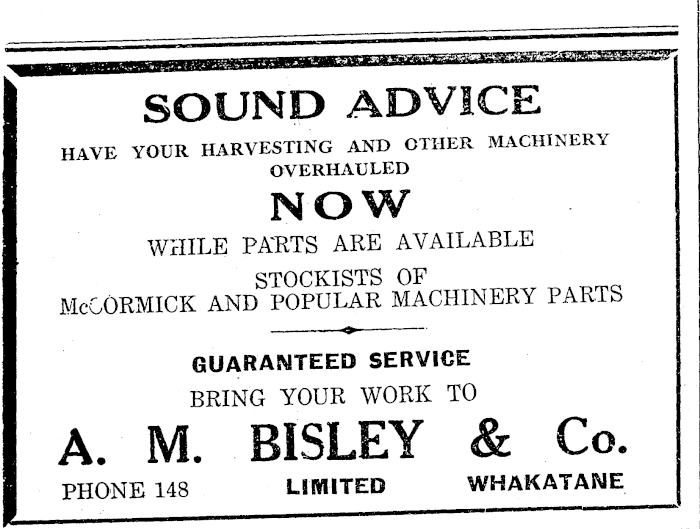 SOUND ADVICE
HAVE YOUR HARVESTING AND OTHER MACHINERY
OVERHAULED
NOW
WHILE PARTS ARE AVAILABLE
STOCKISTS OF
McCORMICK AND POPULAR MACHINERY PARTS
GUARANTEED SERVICE
BRING YOUR WORK TO
A. M. BISLEY & Co.
PHONE 148 LIMITED WHAKATANE